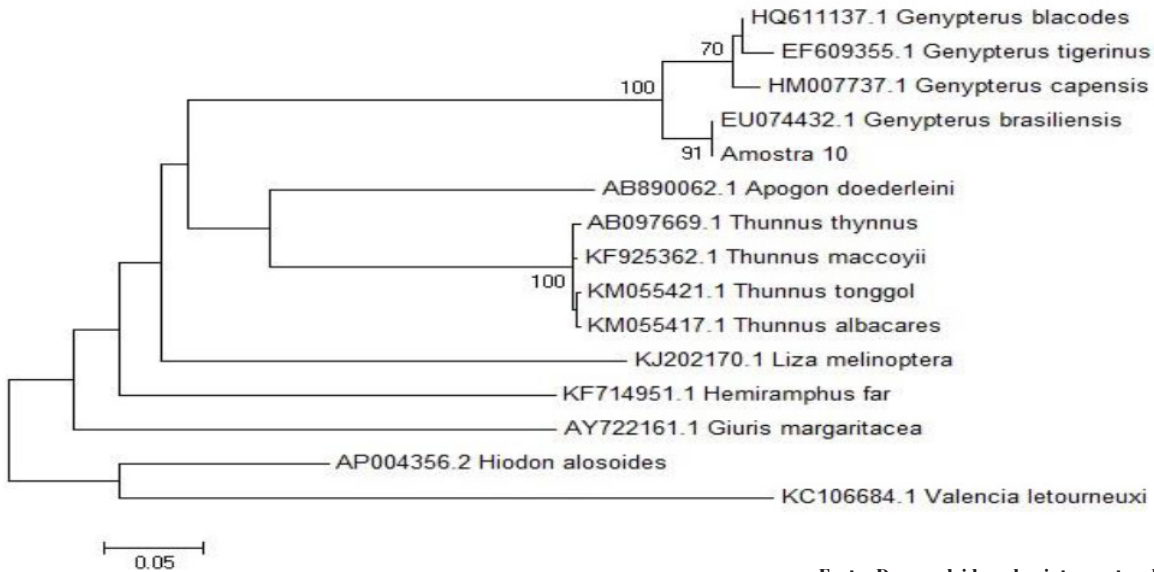 HQ611137.1 Genypterus blacodes
70
EF609355.1 Genypterus tigerinus
HM007737.1 Genypterus capensis
100
EU074432.1 Genypterus brasiliensis
91 Amostra 10
AB890062.1 Apogon doederleini
AB097669.1 Thunnus thynnus
KF925362.1 Thunnus maccoyii
100
KM055421.1 Thunnus tonggol
KM055417.1 Thunnus albacares
KJ202170.1 Liza melinoptera
KF714951.1 Hemiramphus far
AY722161.1 Giuris margaritacea
AP004356.2 Hiodon alosoides
KC106684.1 Valencia letourneuxi
0.05